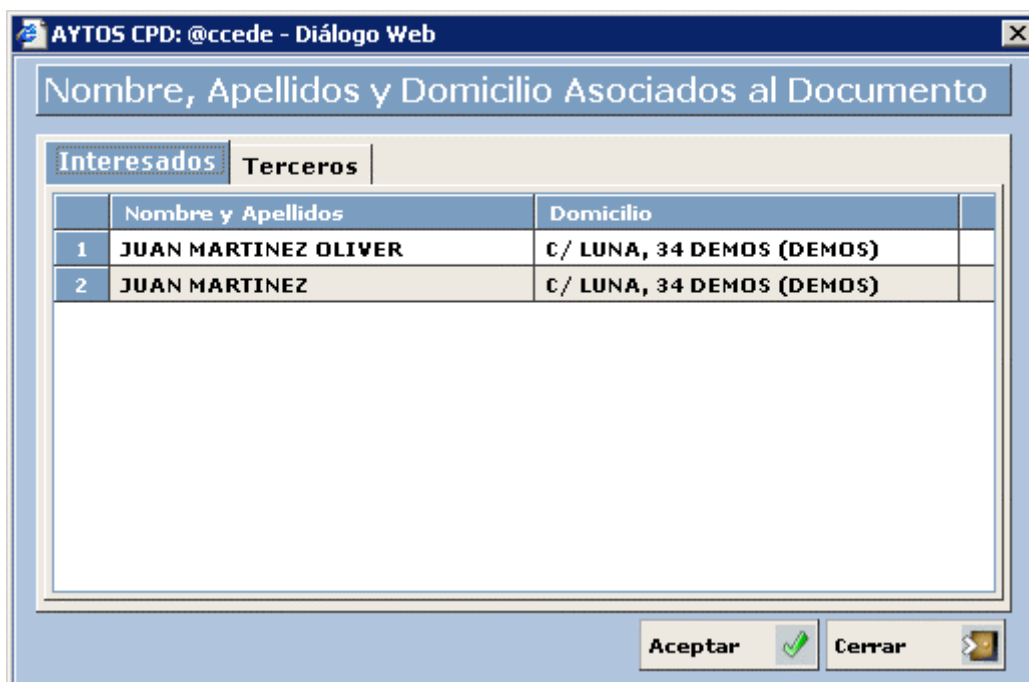 AYTOS CPD: @ccede - Diálogo Web
Nombre, Apellidos y Domicilio Asociados al Documento
Interesados Terceros
Nombre y Apellidos Domicilio
1 JUAN MARTINEZ OLIVER C/ LUNA, 34 DEMOS (DEMOS)
2 JUAN MARTINEZ C/ LUNA, 34 DEMOS (DEMOS)
Aceptar Cerrar